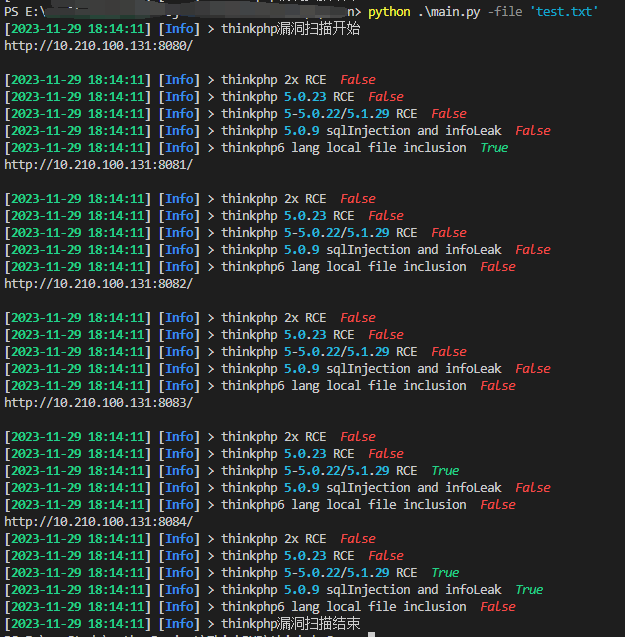 PS E:\ n> python .\main.py -file 'test.txt'
[2023-11-29 18:14:11] [Info] > thinkphp漏洞扫描开始
http://10.210.100.131:8080/
[2023-11-29 18:14:11] [Info] > thinkphp 2x RCE False
[2023-11-29 18:14:11] [Info] > thinkphp 5.0.23 RCE False
[2023-11-29 18:14:11] [Info] > thinkphp 5-5.0.22/5.1.29 RCE False
[2023-11-29 18:14:11] [Info] > thinkphp 5.0.9 sqlInjection and infoLeak False
[2023-11-29 18:14:11] [Info] > thinkphp6 lang local file inclusion True
http://10.210.100.131:8081/
[2023-11-29 18:14:11] [Info] > thinkphp 2x RCE False
[2023-11-29 18:14:11] [Info] > thinkphp 5.0.23 RCE False
[2023-11-29 18:14:11] [Info] > thinkphp 5-5.0.22/5.1.29 RCE False
[2023-11-29 18:14:11] [Info] > thinkphp 5.0.9 sqlInjection and infoLeak False
[2023-11-29 18:14:11] [Info] > thinkphp6 lang local file inclusion False
http://10.210.100.131:8082/
[2023-11-29 18:14:11] [Info] > thinkphp 2x RCE False
[2023-11-29 18:14:11] [Info] > thinkphp 5.0.23 RCE False
[2023-11-29 18:14:11] [Info] > thinkphp 5-5.0.22/5.1.29 RCE False
[2023-11-29 18:14:11] [Info] > thinkphp 5.0.9 sqlInjection and infoLeak False
[2023-11-29 18:14:11] [Info] > thinkphp6 lang local file inclusion False
http://10.210.100.131:8083/
[2023-11-29 18:14:11] [Info] > thinkphp 2x RCE False
[2023-11-29 18:14:11] [Info] > thinkphp 5.0.23 RCE False
[2023-11-29 18:14:11] [Info] > thinkphp 5-5.0.22/5.1.29 RCE True
[2023-11-29 18:14:11] [Info] > thinkphp 5.0.9 sqlInjection and infoLeak False
[2023-11-29 18:14:11] [Info] > thinkphp6 lang local file inclusion False
http://10.210.100.131:8084/
[2023-11-29 18:14:11] [Info] > thinkphp 2x RCE False
[2023-11-29 18:14:11] [Info] > thinkphp 5.0.23 RCE False
[2023-11-29 18:14:11] [Info] > thinkphp 5-5.0.22/5.1.29 RCE True
[2023-11-29 18:14:11] [Info] > thinkphp 5.0.9 sqlInjection and infoLeak True
[2023-11-29 18:14:11] [Info] > thinkphp6 lang local file inclusion False
[2023-11-29 18:14:11] [Info] > thinkphp漏洞扫描结束